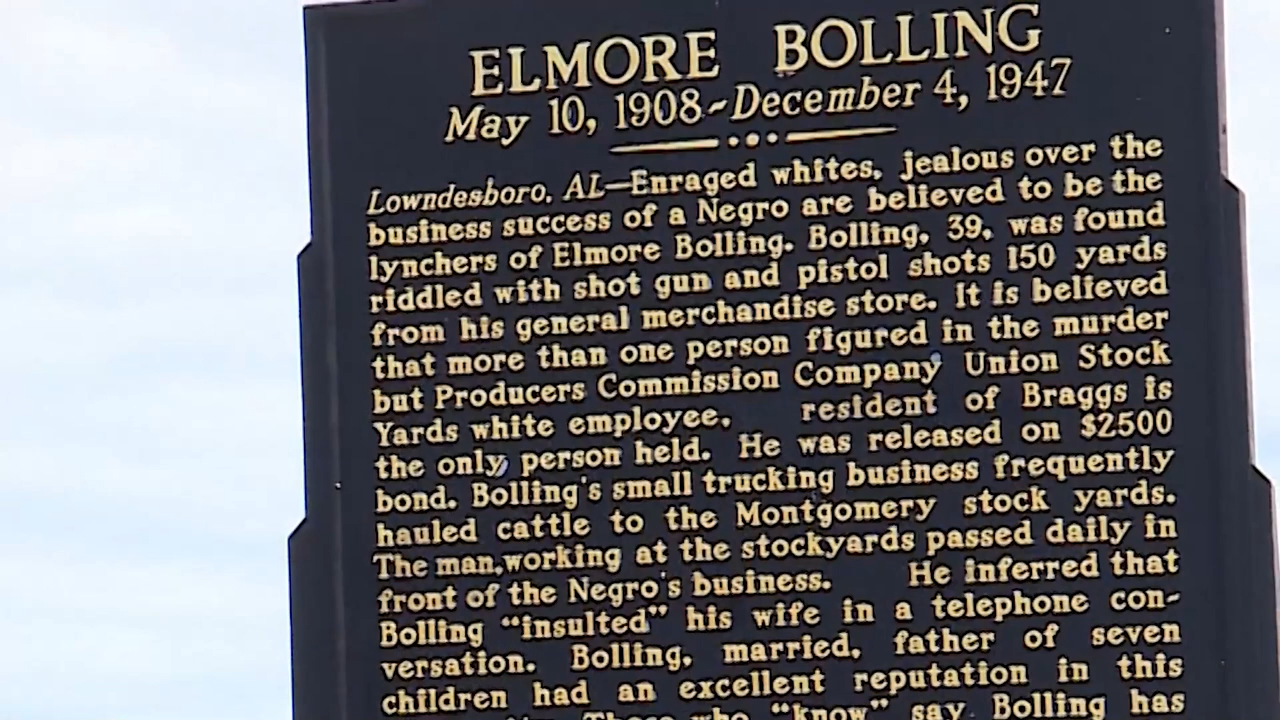 ELMORE BOLLING
May 10, 1908~December 4, 1947
Lowndesboro, AL—Enraged whites, jealous over the
business success of a Negro are believed to be the
lynchers of Elmore Bolling. Bolling, 39, was found
riddled with shot gun and pistol shots 150 yards
from his general merchandise store. It is believed
that more than one person figured in the murder
but Producers Commission Company Union Stock
Yards white employee, resident of Braggs is
the only person held. He was released on $2500
bond. Bolling's small trucking business frequently
hauled cattle to the Montgomery stock yards.
The man,working at the stockyards passed daily in
front of the Negro's business. He inferred that
Bolling "insulted" his wife in a telephone con-
versation. Bolling, married, father of seven
children had an excellent reputation in this
Those who "know" say Bolling has